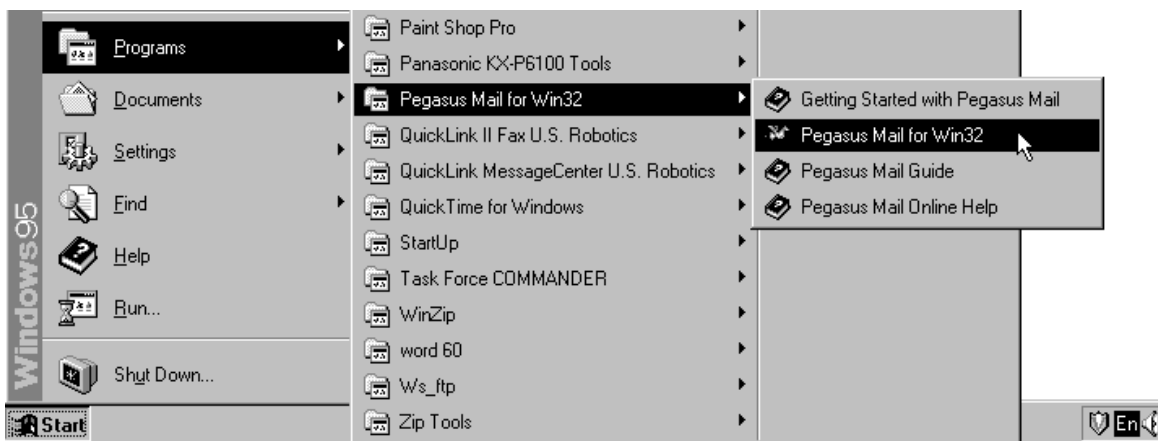 Windows95
Programs
Documents
Settings
Find
Help
Run...
Shut Down...
Paint Shop Pro
Panasonic KX-P6100 Tools
Pegasus Mail for Win32
QuickLink II Fax U.S. Robotics
QuickLink MessageCenter U.S. Robotics
QuickTime for Windows
StartUp
Task Force COMMANDER
WinZip
word 60
Ws_ftp
Zip Tools
Getting Started with Pegasus Mail
Pegasus Mail for Win32
Pegasus Mail Guide
Pegasus Mail Online Help
Start
En